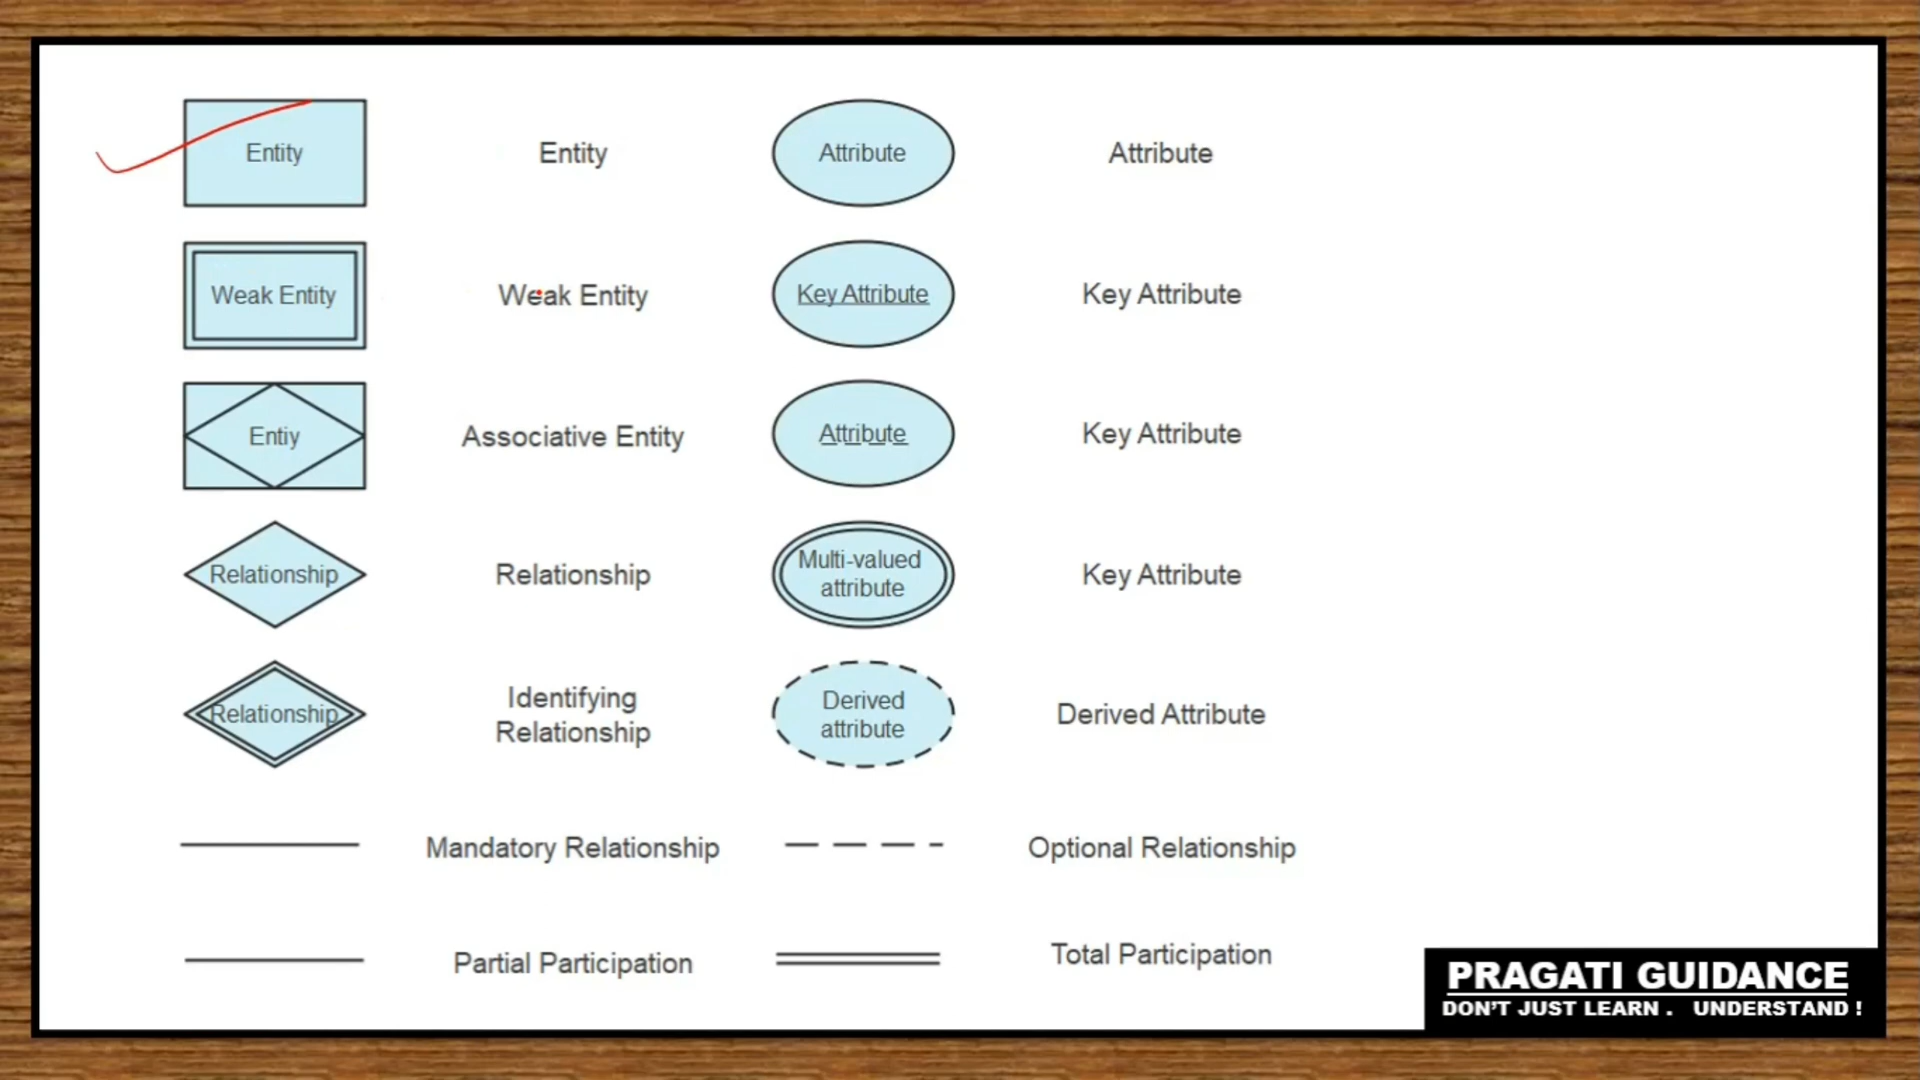 Entity
Entity
Attribute
Attribute
Weak Entity
Weak Entity
Key Attribute
Key Attribute
Entiy
Associative Entity
Attribute
Key Attribute
Relationship
Relationship
Multi-valued
attribute
Key Attribute
Relationship
Identifying
Relationship
Derived
attribute
Derived Attribute
Mandatory Relationship
Optional Relationship
Partial Participation
Total Participation
PRAGATI GUIDANCE
DON'T JUST LEARN . UNDERSTAND !